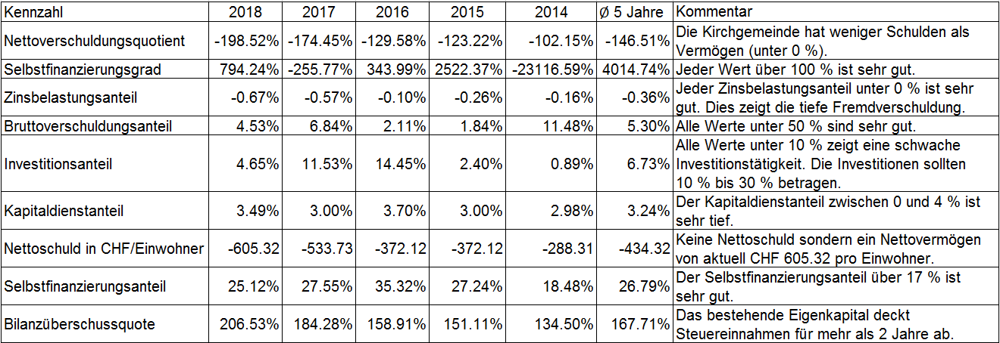 Kennzahl 2018 2017 2016 2015 2014 Ø 5 Jahre Kommentar
Nettoverschuldungsquotient -198.52% -174.45% -129.58% -123.22% -102.15% -146.51% Die Kirchgemeinde hat weniger Schulden als
Vermögen (unter 0 %).
Selbstfinanzierungsgrad 794.24% -255.77% 343.99% 2522.37% -23116.59% 4014.74% Jeder Wert über 100 % ist sehr gut.
Zinsbelastungsanteil -0.67% -0.57% -0.10% -0.26% -0.16% -0.36% Jeder Zinsbelastungsanteil unter 0 % ist sehr
gut. Dies zeigt die tiefe Fremdverschuldung.
Bruttoverschuldungsanteil 4.53% 6.84% 2.11% 1.84% 11.48% 5.30% Alle Werte unter 50 % sind sehr gut.
Investitionsanteil 4.65% 11.53% 14.45% 2.40% 0.89% 6.73% Alle Werte unter 10 % zeigt eine schwache
Investitionstätigkeit. Die Investitionen sollten
10 % bis 30 % betragen.
Kapitaldienstanteil 3.49% 3.00% 3.70% 3.00% 2.98% 3.24% Der Kapitaldienstanteil zwischen 0 und 4 % ist
sehr tief.
Nettoschuld in CHF/Einwohner -605.32 -533.73 -372.12 -372.12 -288.31 -434.32 Keine Nettoschuld sondern ein Nettovermögen
von aktuell CHF 605.32 pro Einwohner.
Selbstfinanzierungsanteil 25.12% 27.55% 35.32% 27.24% 18.48% 26.79% Der Selbstfinanzierungsanteil über 17 % ist
sehr gut.
Bilanzüberschussquote 206.53% 184.28% 158.91% 151.11% 134.50% 167.71% Das bestehende Eigenkapital deckt
Steuereinnahmen für mehr als 2 Jahre ab.